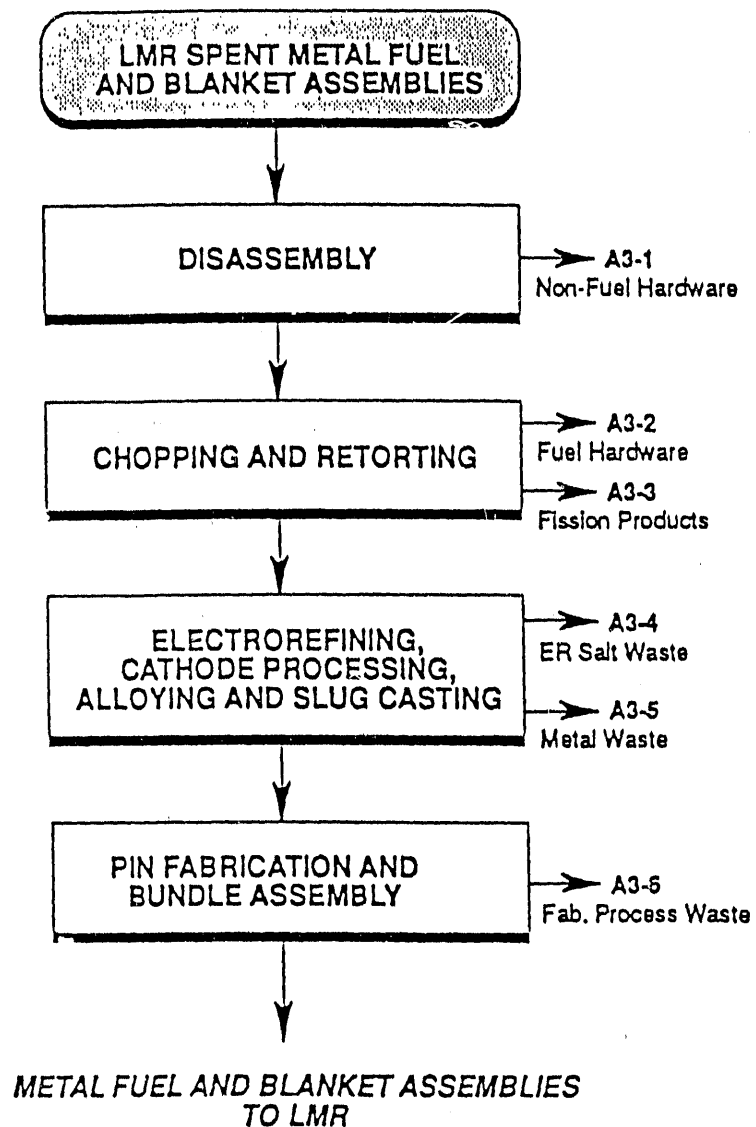 LMR SPENT METAL FUEL
AND BLANKET ASSEMBLIES
DISASSEMBLY
A3-1
Non-Fuel Hardware
CHOPPING AND RETORTING
A3-2
Fuel Hardware
A3-3
Fission Products
ELECTROREFINING,
CATHODE PROCESSING,
ALLOYING AND SLUG CASTING
A3-4
ER Salt Waste
A3-5
Metal Waste
PIN FABRICATION AND
BUNDLE ASSEMBLY
A3-6
Fab. Process Waste
METAL FUEL AND BLANKET ASSEMBLIES
TO LMR